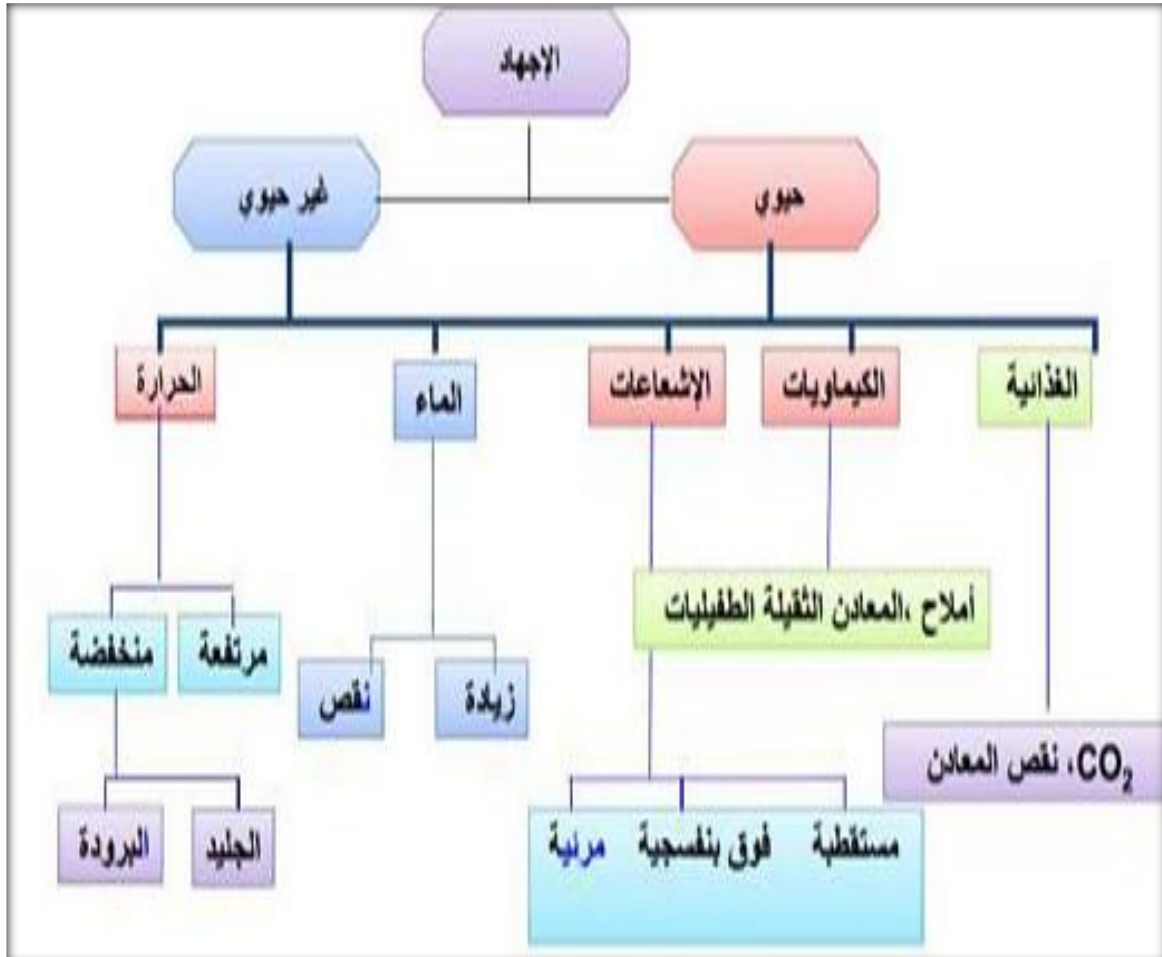 الإجهاد
حيوي
غير حيوي
الغذائية
الكيماويات
الإشعاعات
الماء
الحرارة
أملاح ،المعادن الثقيلة الطفيليات
مرتفعة
منخفضة
زيادة
نقص
CO₂، نقص المعادن
الجليد
البرودة
مستقطبة
فوق بنفسجية
مرئية